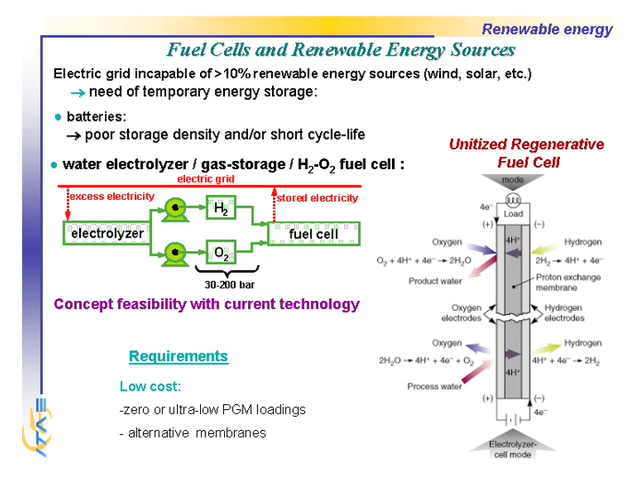 Renewable energy
Fuel Cells and Renewable Energy Sources
Electric grid incapable of >10% renewable energy sources (wind, solar, etc.)
→ need of temporary energy storage:
● batteries:
→ poor storage density and/or short cycle-life
● water electrolyzer / gas-storage / H₂-O₂ fuel cell :
electric grid
excess electricity
stored electricity
H₂
electrolyzer
fuel cell
O₂
30-200 bar
Concept feasibility with current technology
Requirements
Low cost:
-zero or ultra-low PGM loadings
- alternative membranes
Unitized Regenerative
Fuel Cell
mode
4e⁻
Load
(+)
(–)
4H⁺
Oxygen
Hydrogen
O₂ + 4H⁺ + 4e⁻ → 2H₂O
2H₂ → 4H⁺ + 4e⁻
Product water
Proton exchange
membrane
Oxygen
electrodes
Hydrogen
electrodes
Oxygen
Hydrogen
2H₂O → 4H⁺ + 4e⁻ + O₂
4H⁺ + 4e⁻ → 2H₂
4H⁺
Process water
(+)
(–)
4e⁻
Electrolyzer-
cell mode